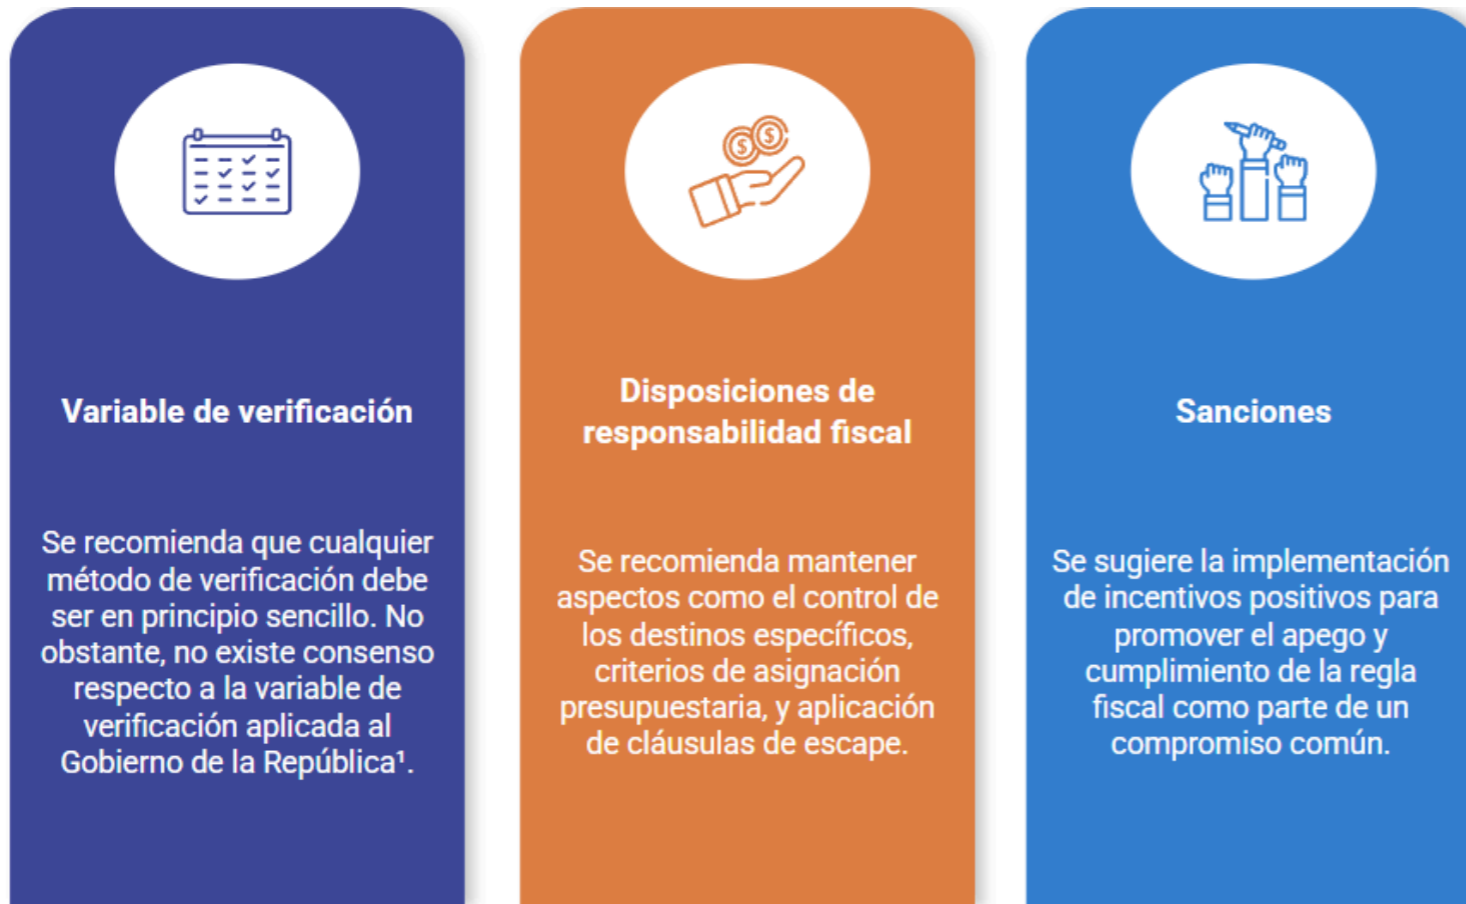 Variable de verificación
Se recomienda que cualquier
método de verificación debe
ser en principio sencillo. No
obstante, no existe consenso
respecto a la variable de
verificación aplicada al
Gobierno de la República¹.
Disposiciones de
responsabilidad fiscal
Se recomienda mantener
aspectos como el control de
los destinos específicos,
criterios de asignación
presupuestaria, y aplicación
de cláusulas de escape.
Sanciones
Se sugiere la implementación
de incentivos positivos para
promover el apego y
cumplimiento de la regla
fiscal como parte de un
compromiso común.